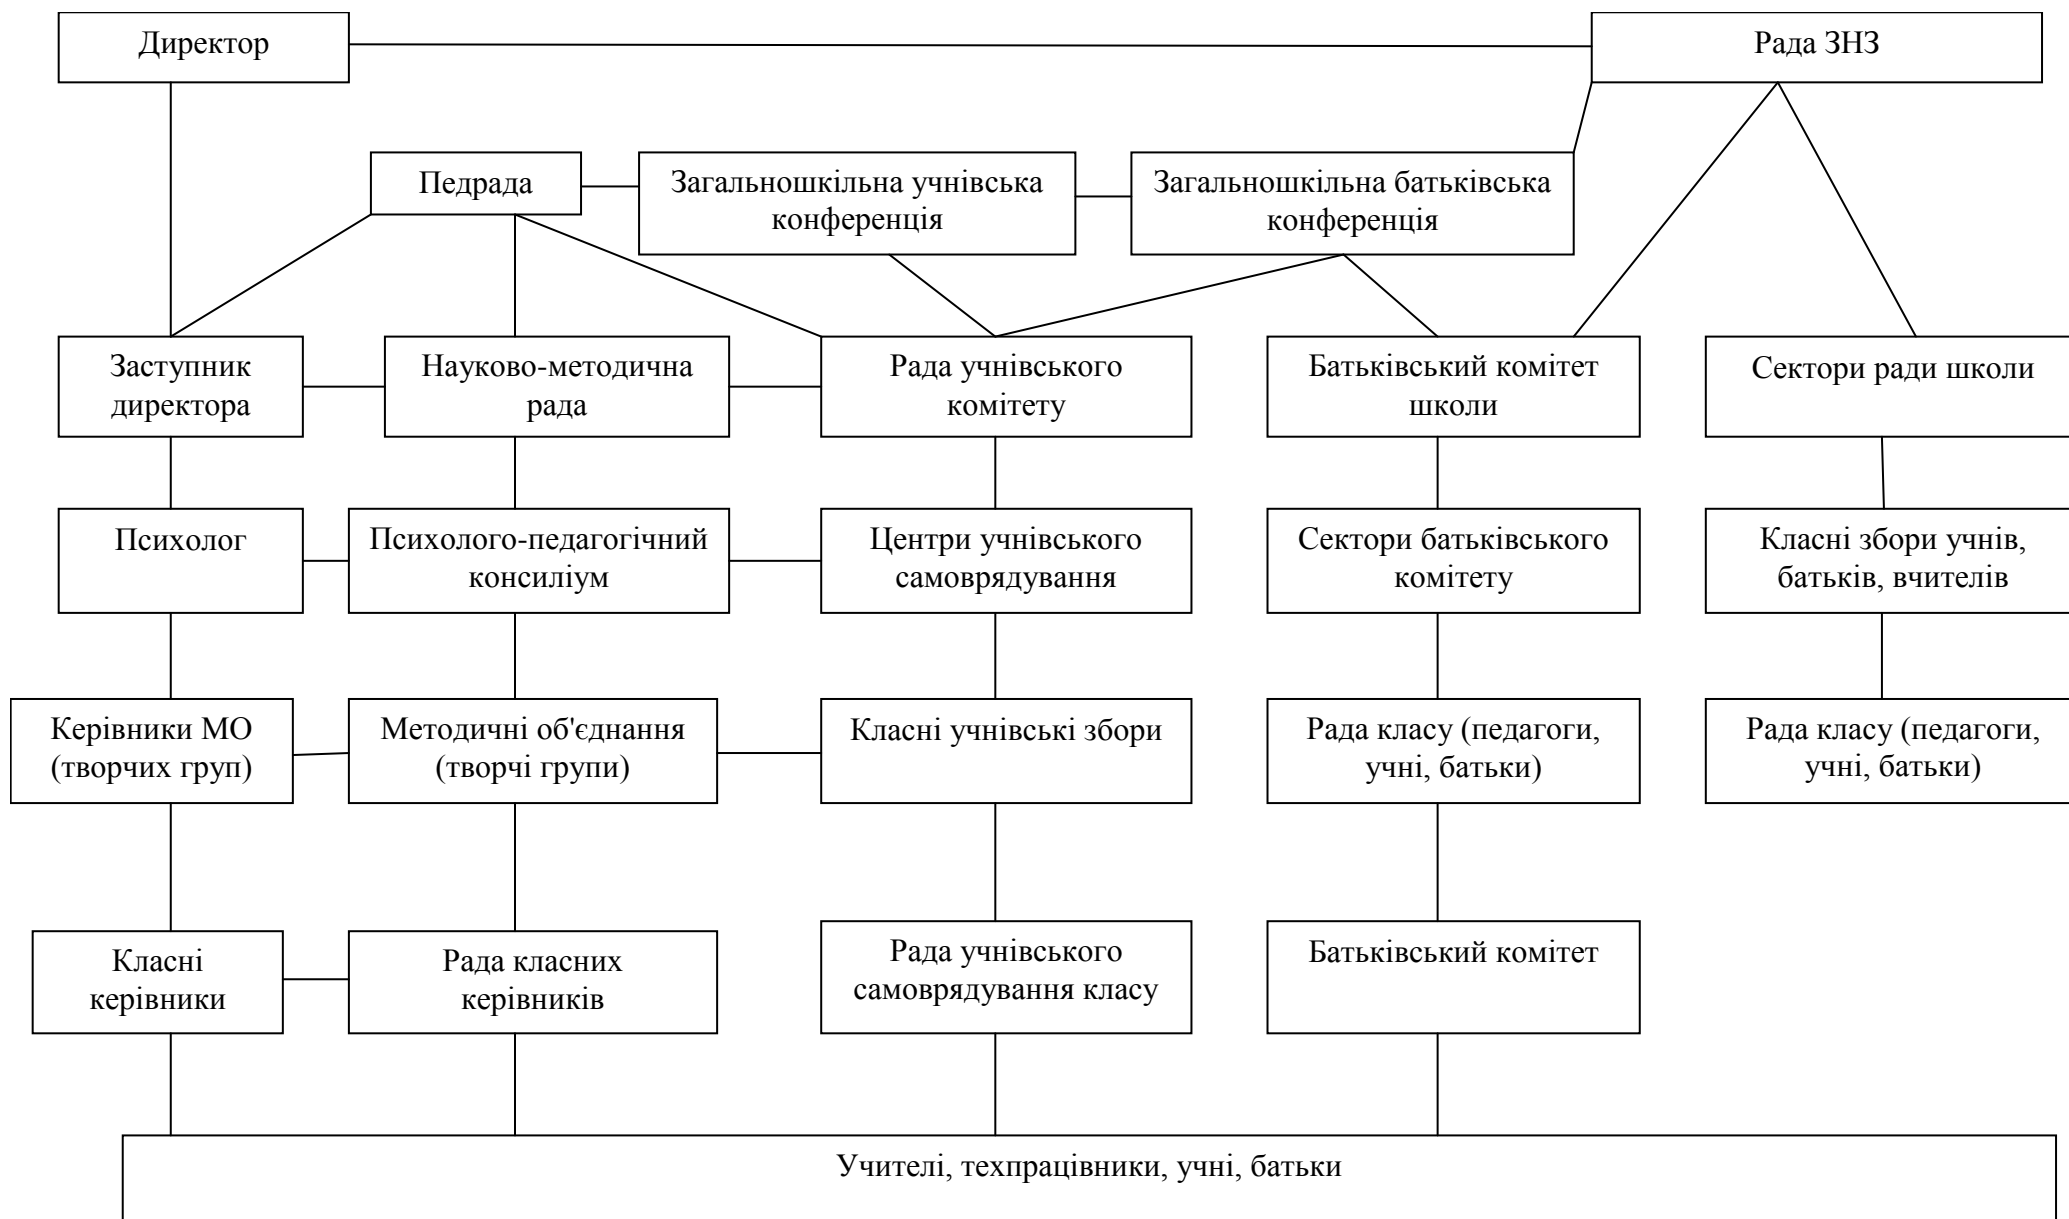 Директор
Рада ЗНЗ
Педрада
Загальношкільна учнівська
конференція
Загальношкільна батьківська
конференція
Заступник
директора
Науково-методична
рада
Рада учнівського
комітету
Батьківський комітет
школи
Сектори ради школи
Психолог
Психолого-педагогічний
консиліум
Центри учнівського
самоврядування
Сектори батьківського
комітету
Класні збори учнів,
батьків, вчителів
Керівники МО
(творчих груп)
Методичні об'єднання
(творчі групи)
Класні учнівські збори
Рада класу (педагоги,
учні, батьки)
Рада класу (педагоги,
учні, батьки)
Класні
керівники
Рада класних
керівників
Рада учнівського
самоврядування класу
Батьківський комітет
Учителі, техпрацівники, учні, батьки